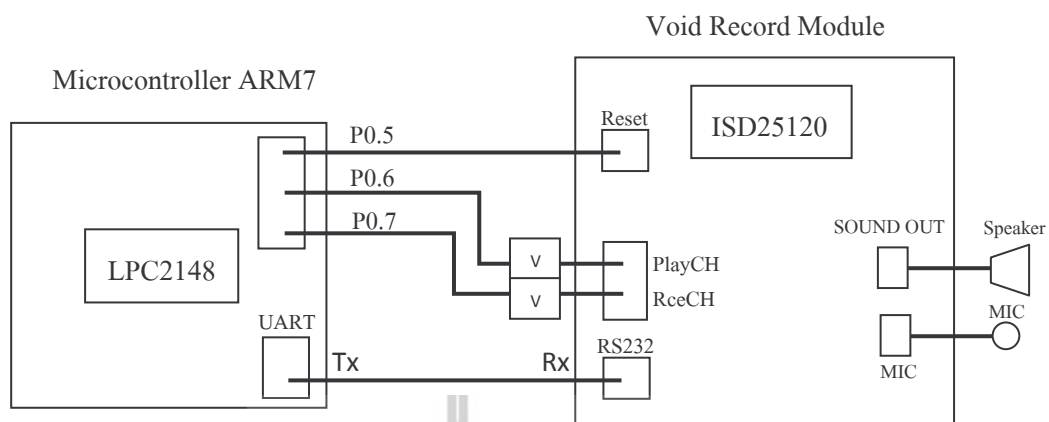 Void Record Module
Microcontroller ARM7
P0.5
P0.6
P0.7
LPC2148
UART
Tx
Rx
Reset
ISD25120
V
V
PlayCH
RceCH
RS232
SOUND OUT
Speaker
MIC
MIC